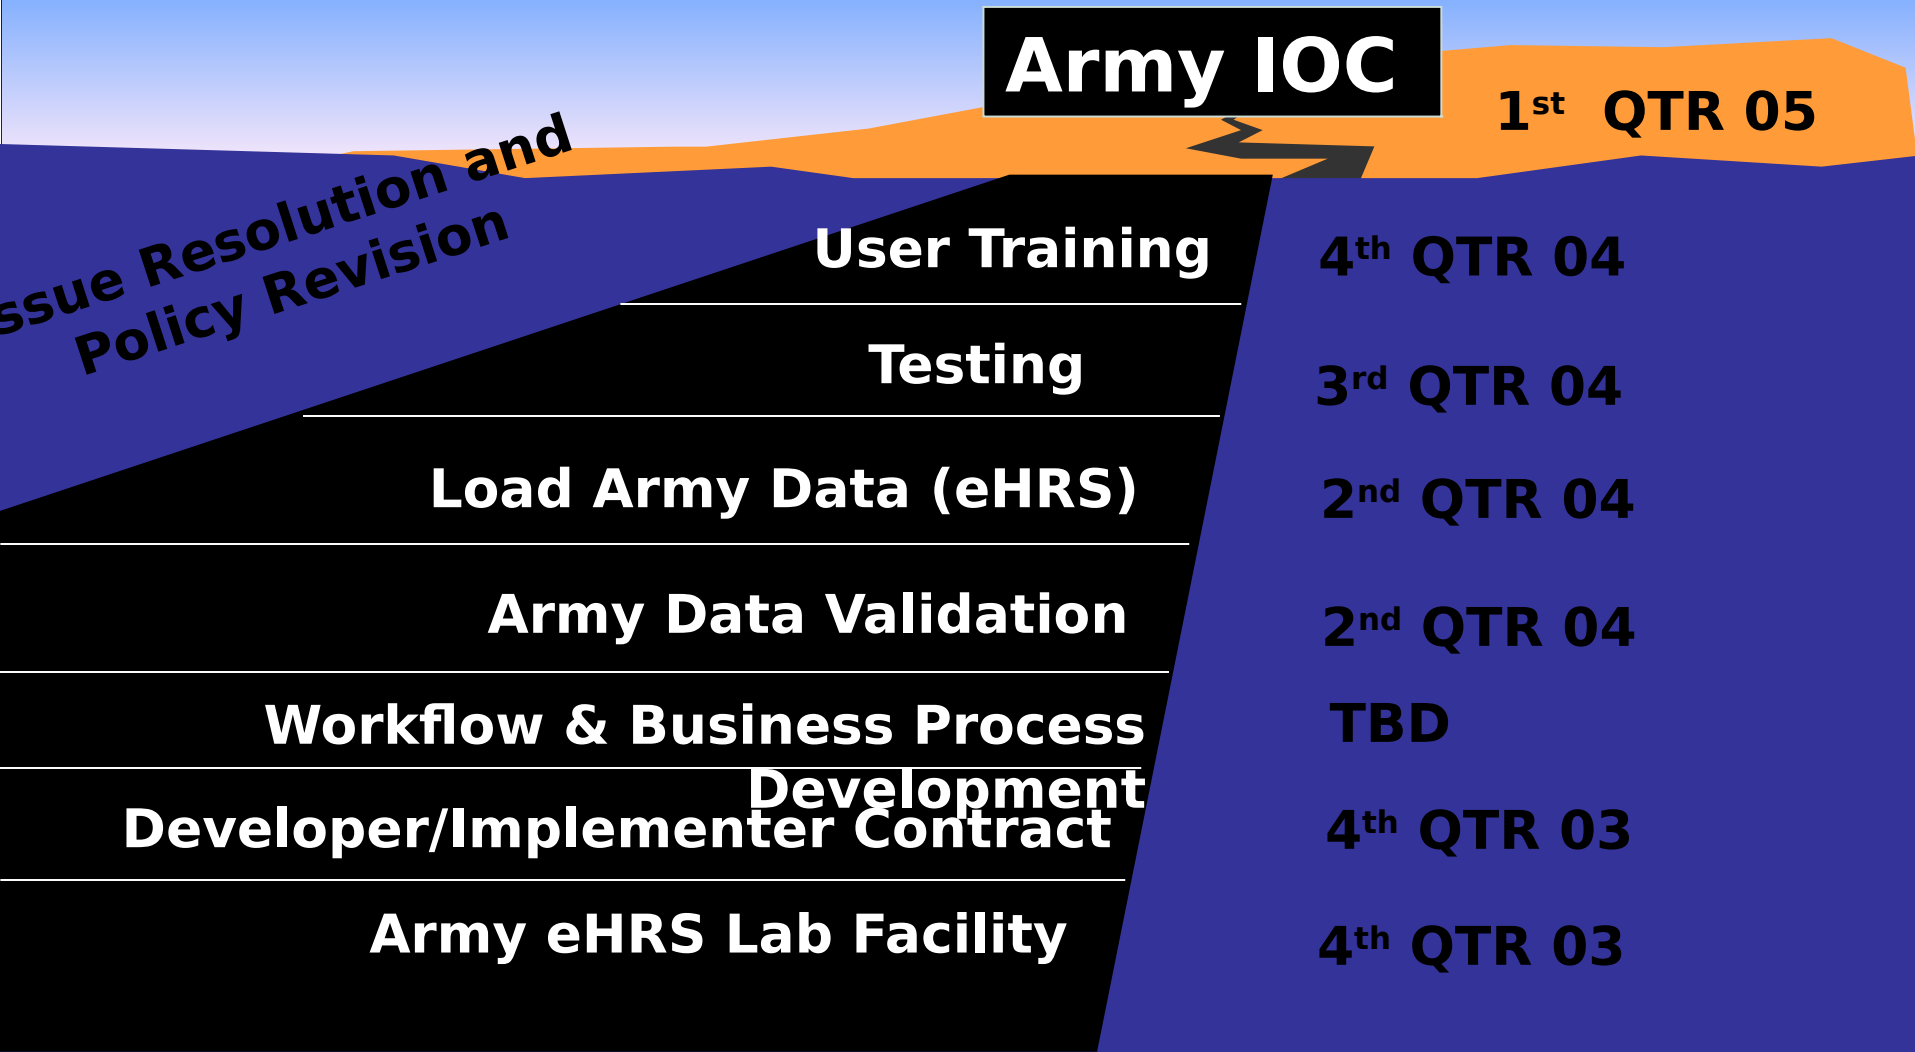 Army IOC
1st QTR 05
ssue Resolution and
Policy Revision
User Training
4th QTR 04
Testing
3rd QTR 04
Load Army Data (eHRS)
2nd QTR 04
Army Data Validation
2nd QTR 04
Workflow & Business Process
Development
TBD
Developer/Implementer Contract
4th QTR 03
Army eHRS Lab Facility
4th QTR 03